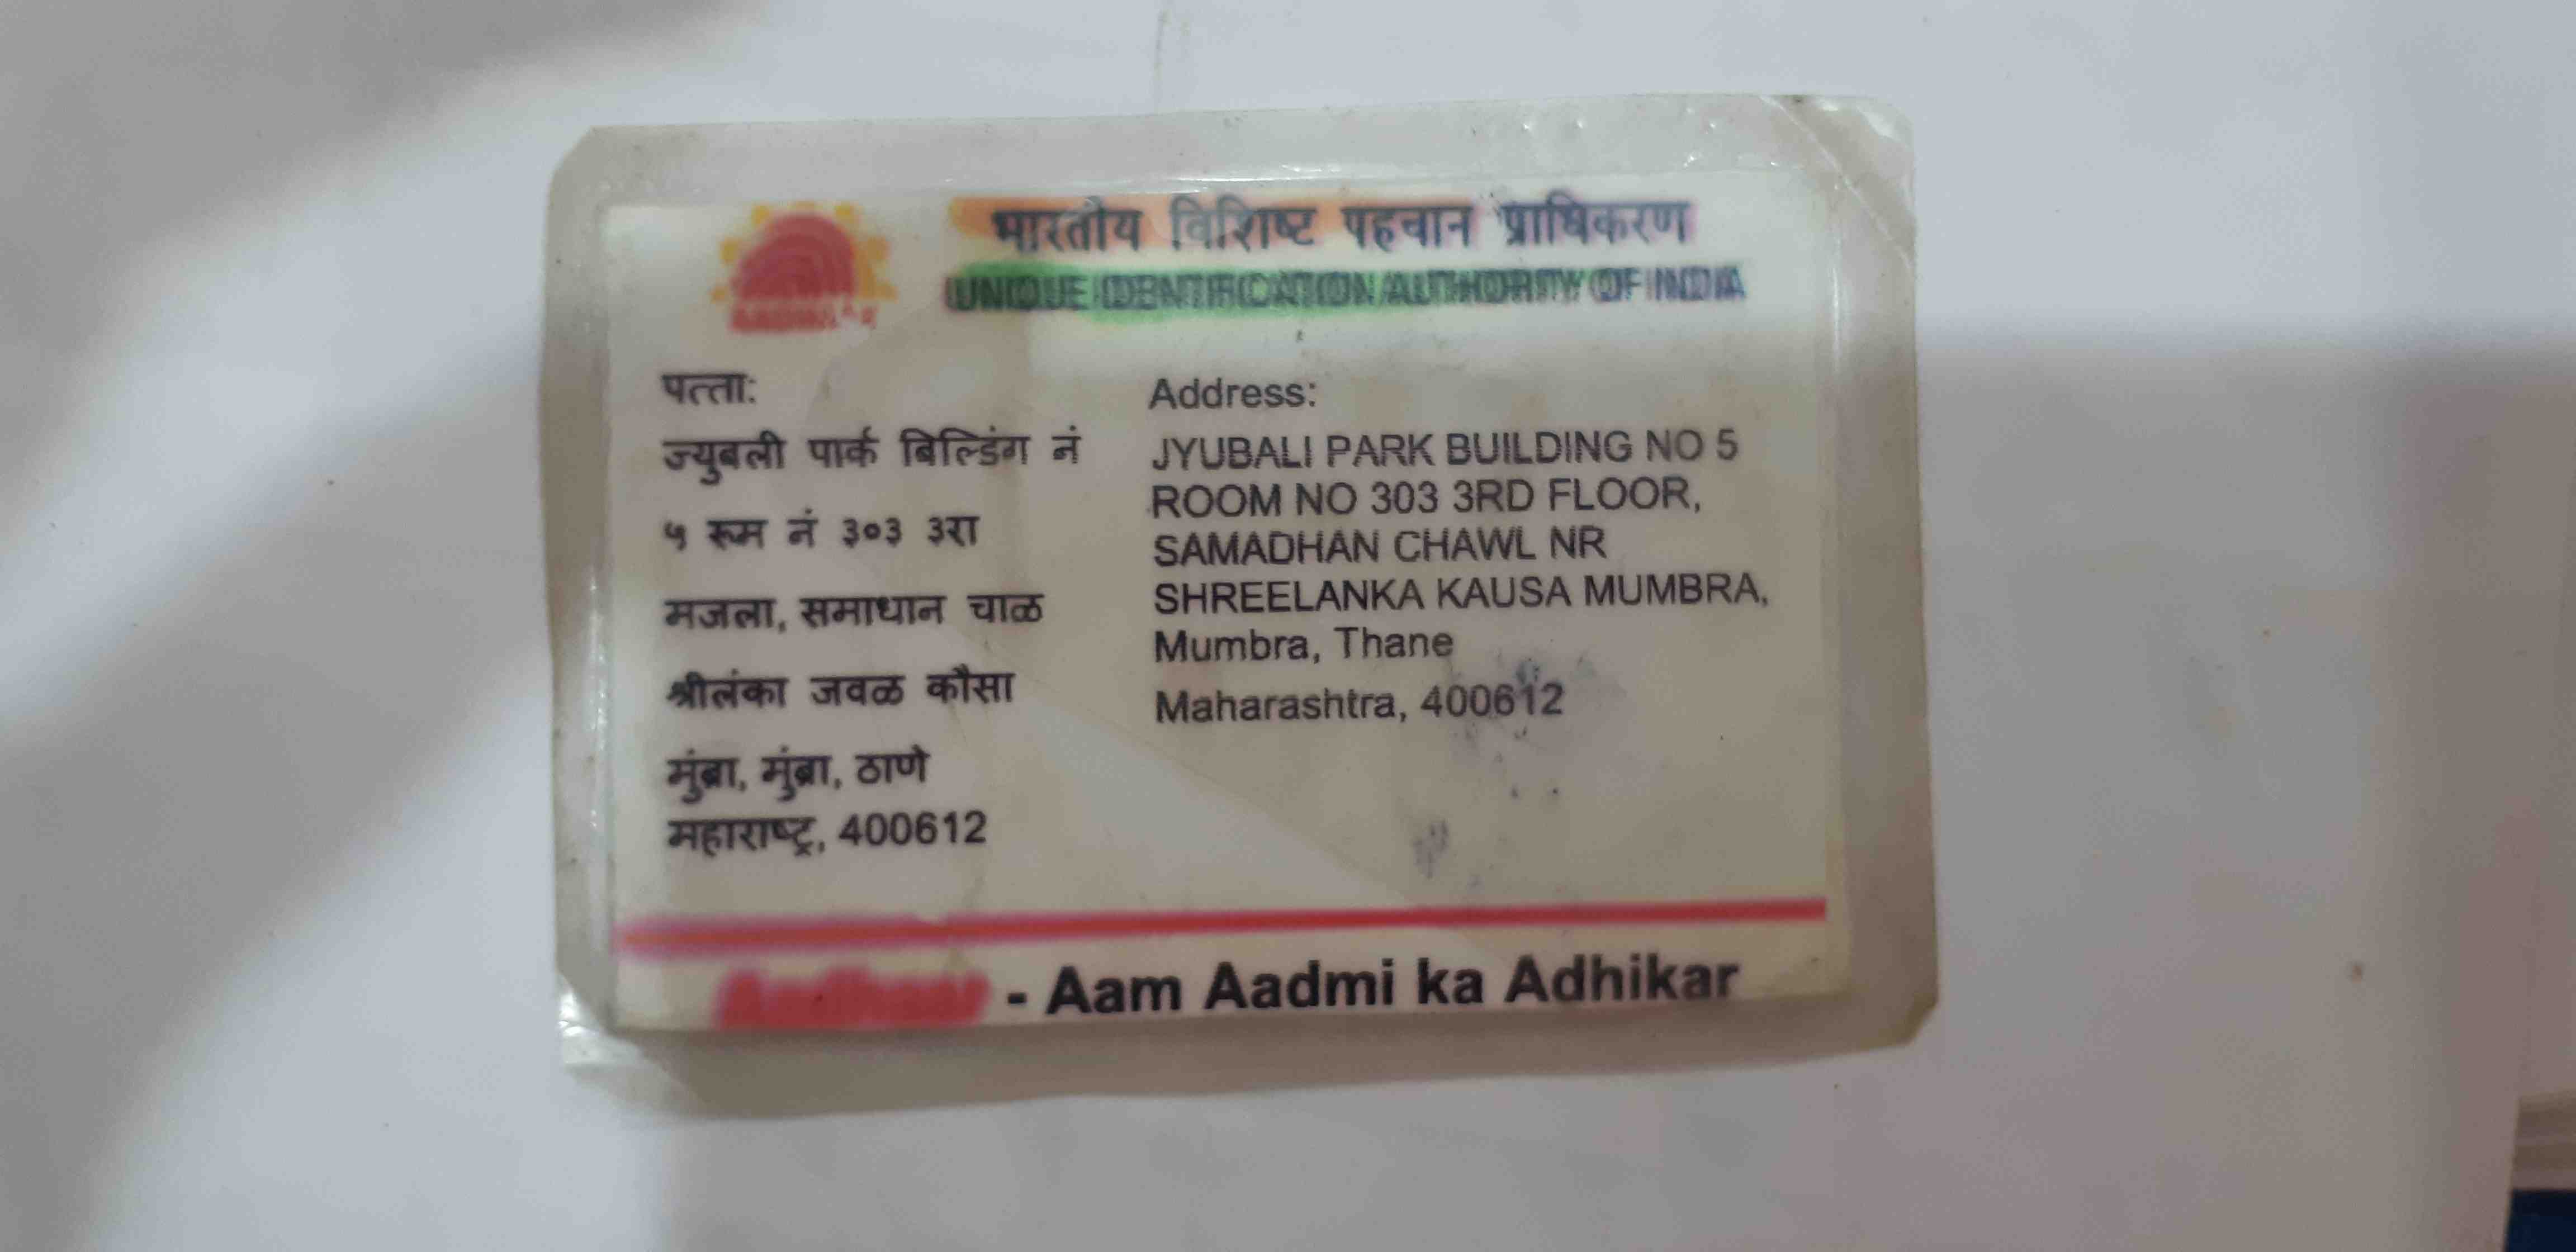 भारतीय विशिष्ट पहचान प्राधिकरण
UNIQUE IDENTIFICATION AUTHORITY OF INDIA
AADHAAR
पत्ता:
ज्युबली पार्क बिल्डिंग नं
५ रूम नं ३०३ ३रा
मजला, समाधान चाळ
श्रीलंका जवळ कौसा
मुंब्रा, मुंब्रा, ठाणे
महाराष्ट्र, 400612
Address:
JYUBALI PARK BUILDING NO 5
ROOM NO 303 3RD FLOOR,
SAMADHAN CHAWL NR
SHREELANKA KAUSA MUMBRA,
Mumbra, Thane
Maharashtra, 400612
Aadhaar - Aam Aadmi ka Adhikar